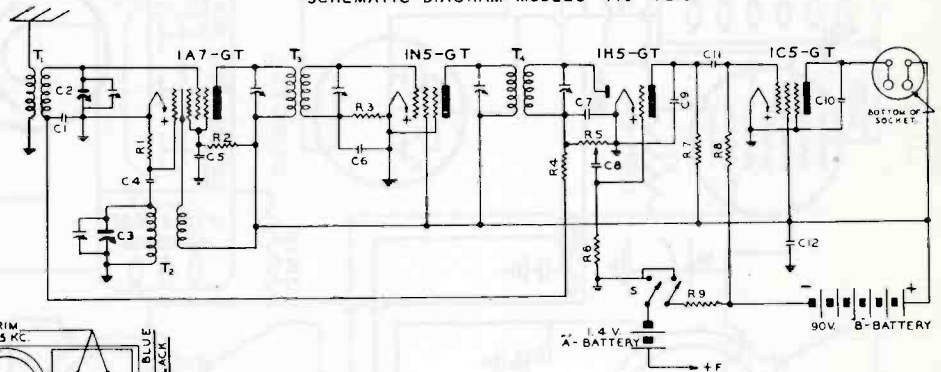 SCHEMATIC DIAGRAM MODELS
T1
1A7-GT
T3
1N5-GT
T4
1H5-GT
C11
1C5-GT
C2
C1
R1
+
R2
C5
C4
C3
T2
R3
C6
C7
+
R5
C8
R4
C9
R7
R8
C10
BOTTOM OF
SOCKET
C12
R6
S
R9
-
+
90V. "B"-BATTERY
1.4 V.
"A"-BATTERY
+F
BLUE